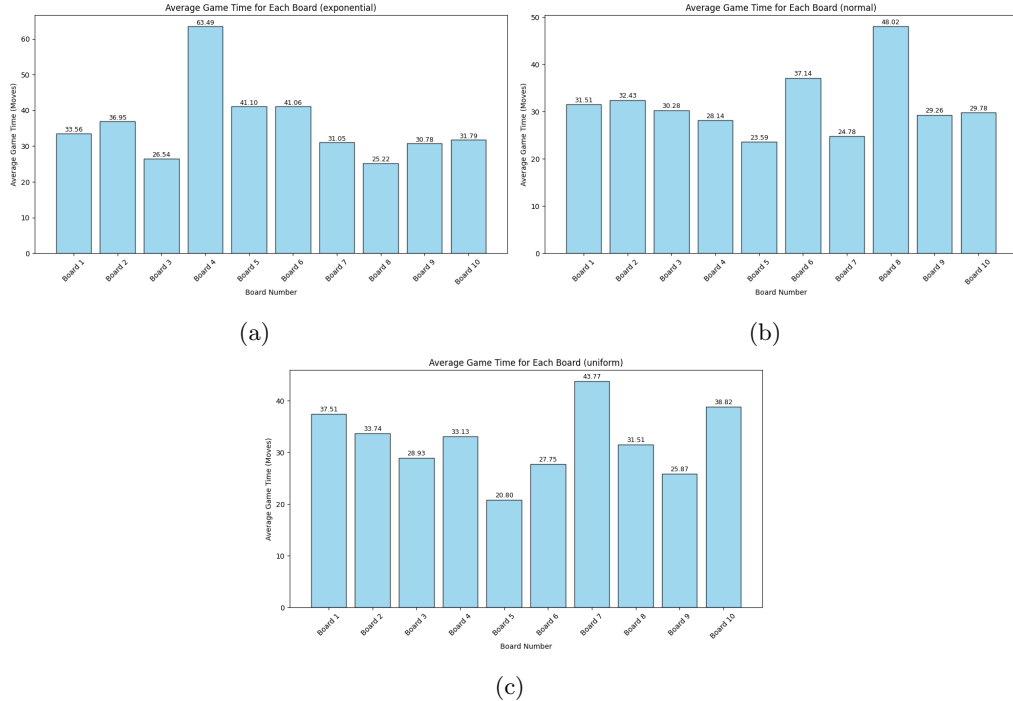 Average Game Time for Each Board (exponential)
Average Game Time (Moves)
60
50
40
30
20
10
0
33.56
36.95
26.54
63.49
41.10
41.06
31.05
25.22
30.78
31.79
Board 1
Board 2
Board 3
Board 4
Board 5
Board 6
Board 7
Board 8
Board 9
Board 10
Board Number
(a)
Average Game Time for Each Board (normal)
Average Game Time (Moves)
50
40
30
20
10
0
31.51
32.43
30.28
28.14
23.59
37.14
24.78
48.02
29.26
29.78
Board 1
Board 2
Board 3
Board 4
Board 5
Board 6
Board 7
Board 8
Board 9
Board 10
Board Number
(b)
Average Game Time for Each Board (uniform)
Average Game Time (Moves)
40
30
20
10
0
37.51
33.74
28.93
33.13
20.80
27.75
43.77
31.51
25.87
38.82
Board 1
Board 2
Board 3
Board 4
Board 5
Board 6
Board 7
Board 8
Board 9
Board 10
Board Number
(c)